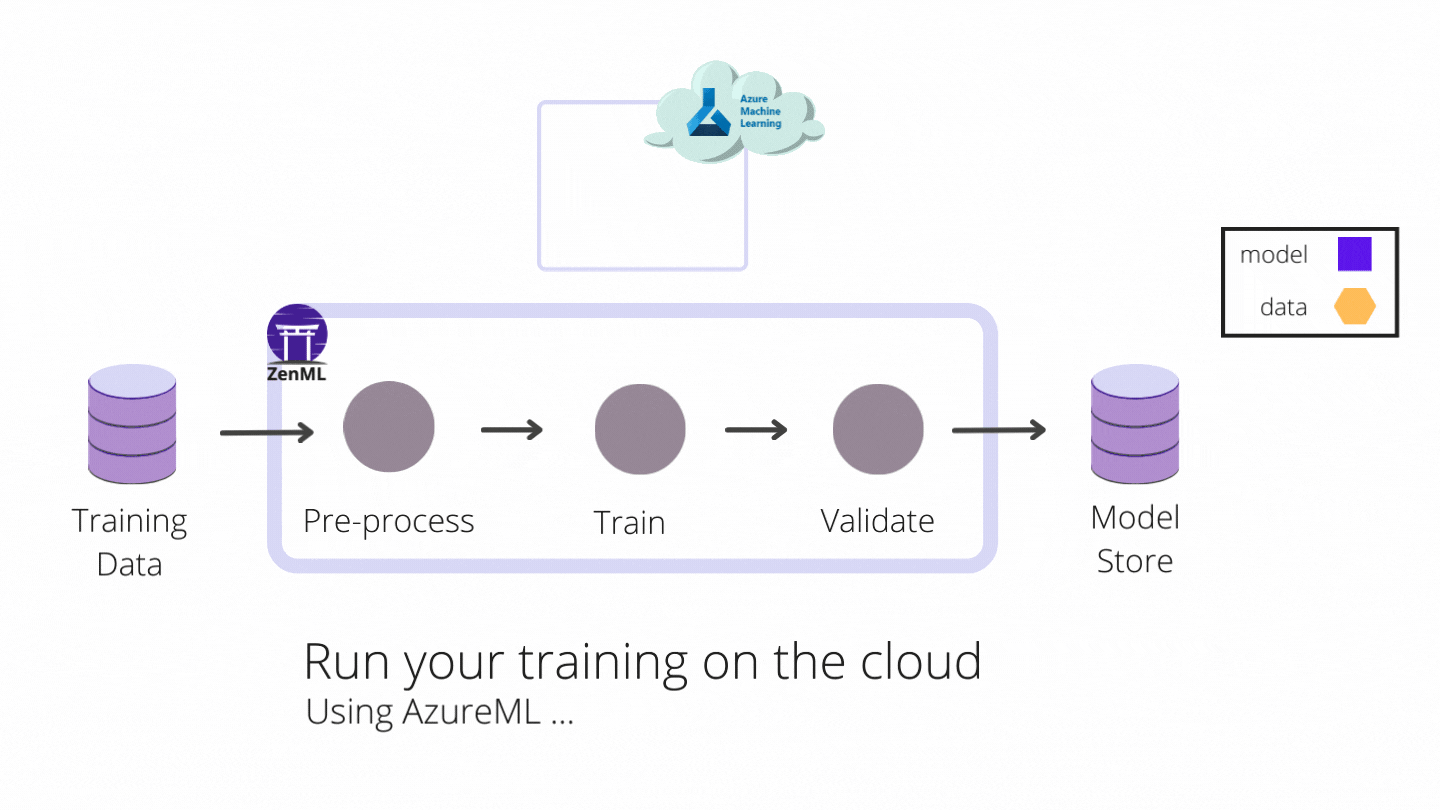 Azure
Machine
Learning
model
data
ZenML
Training
Data
Pre-process
Train
Validate
Model
Store
Run your training on the cloud
Using AzureML ...